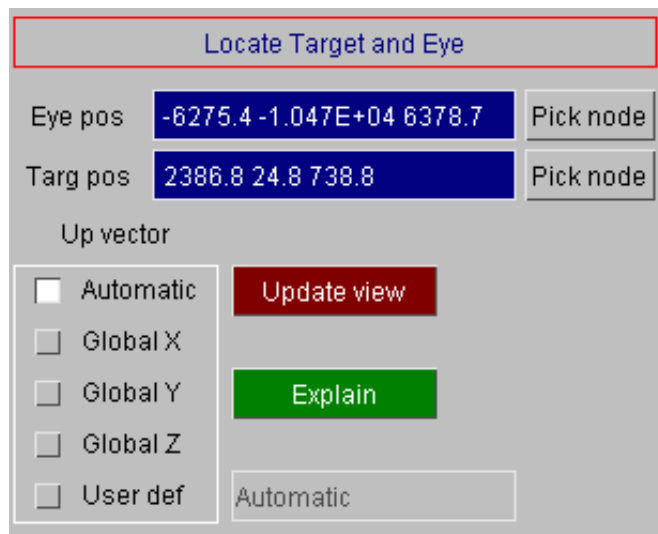 Locate Target and Eye
Eye pos -6275.4 -1.047E+04 6378.7 Pick node
Targ pos 2386.8 24.8 738.8 Pick node
Up vector
Automatic Update view
Global X
Global Y Explain
Global Z
User def Automatic